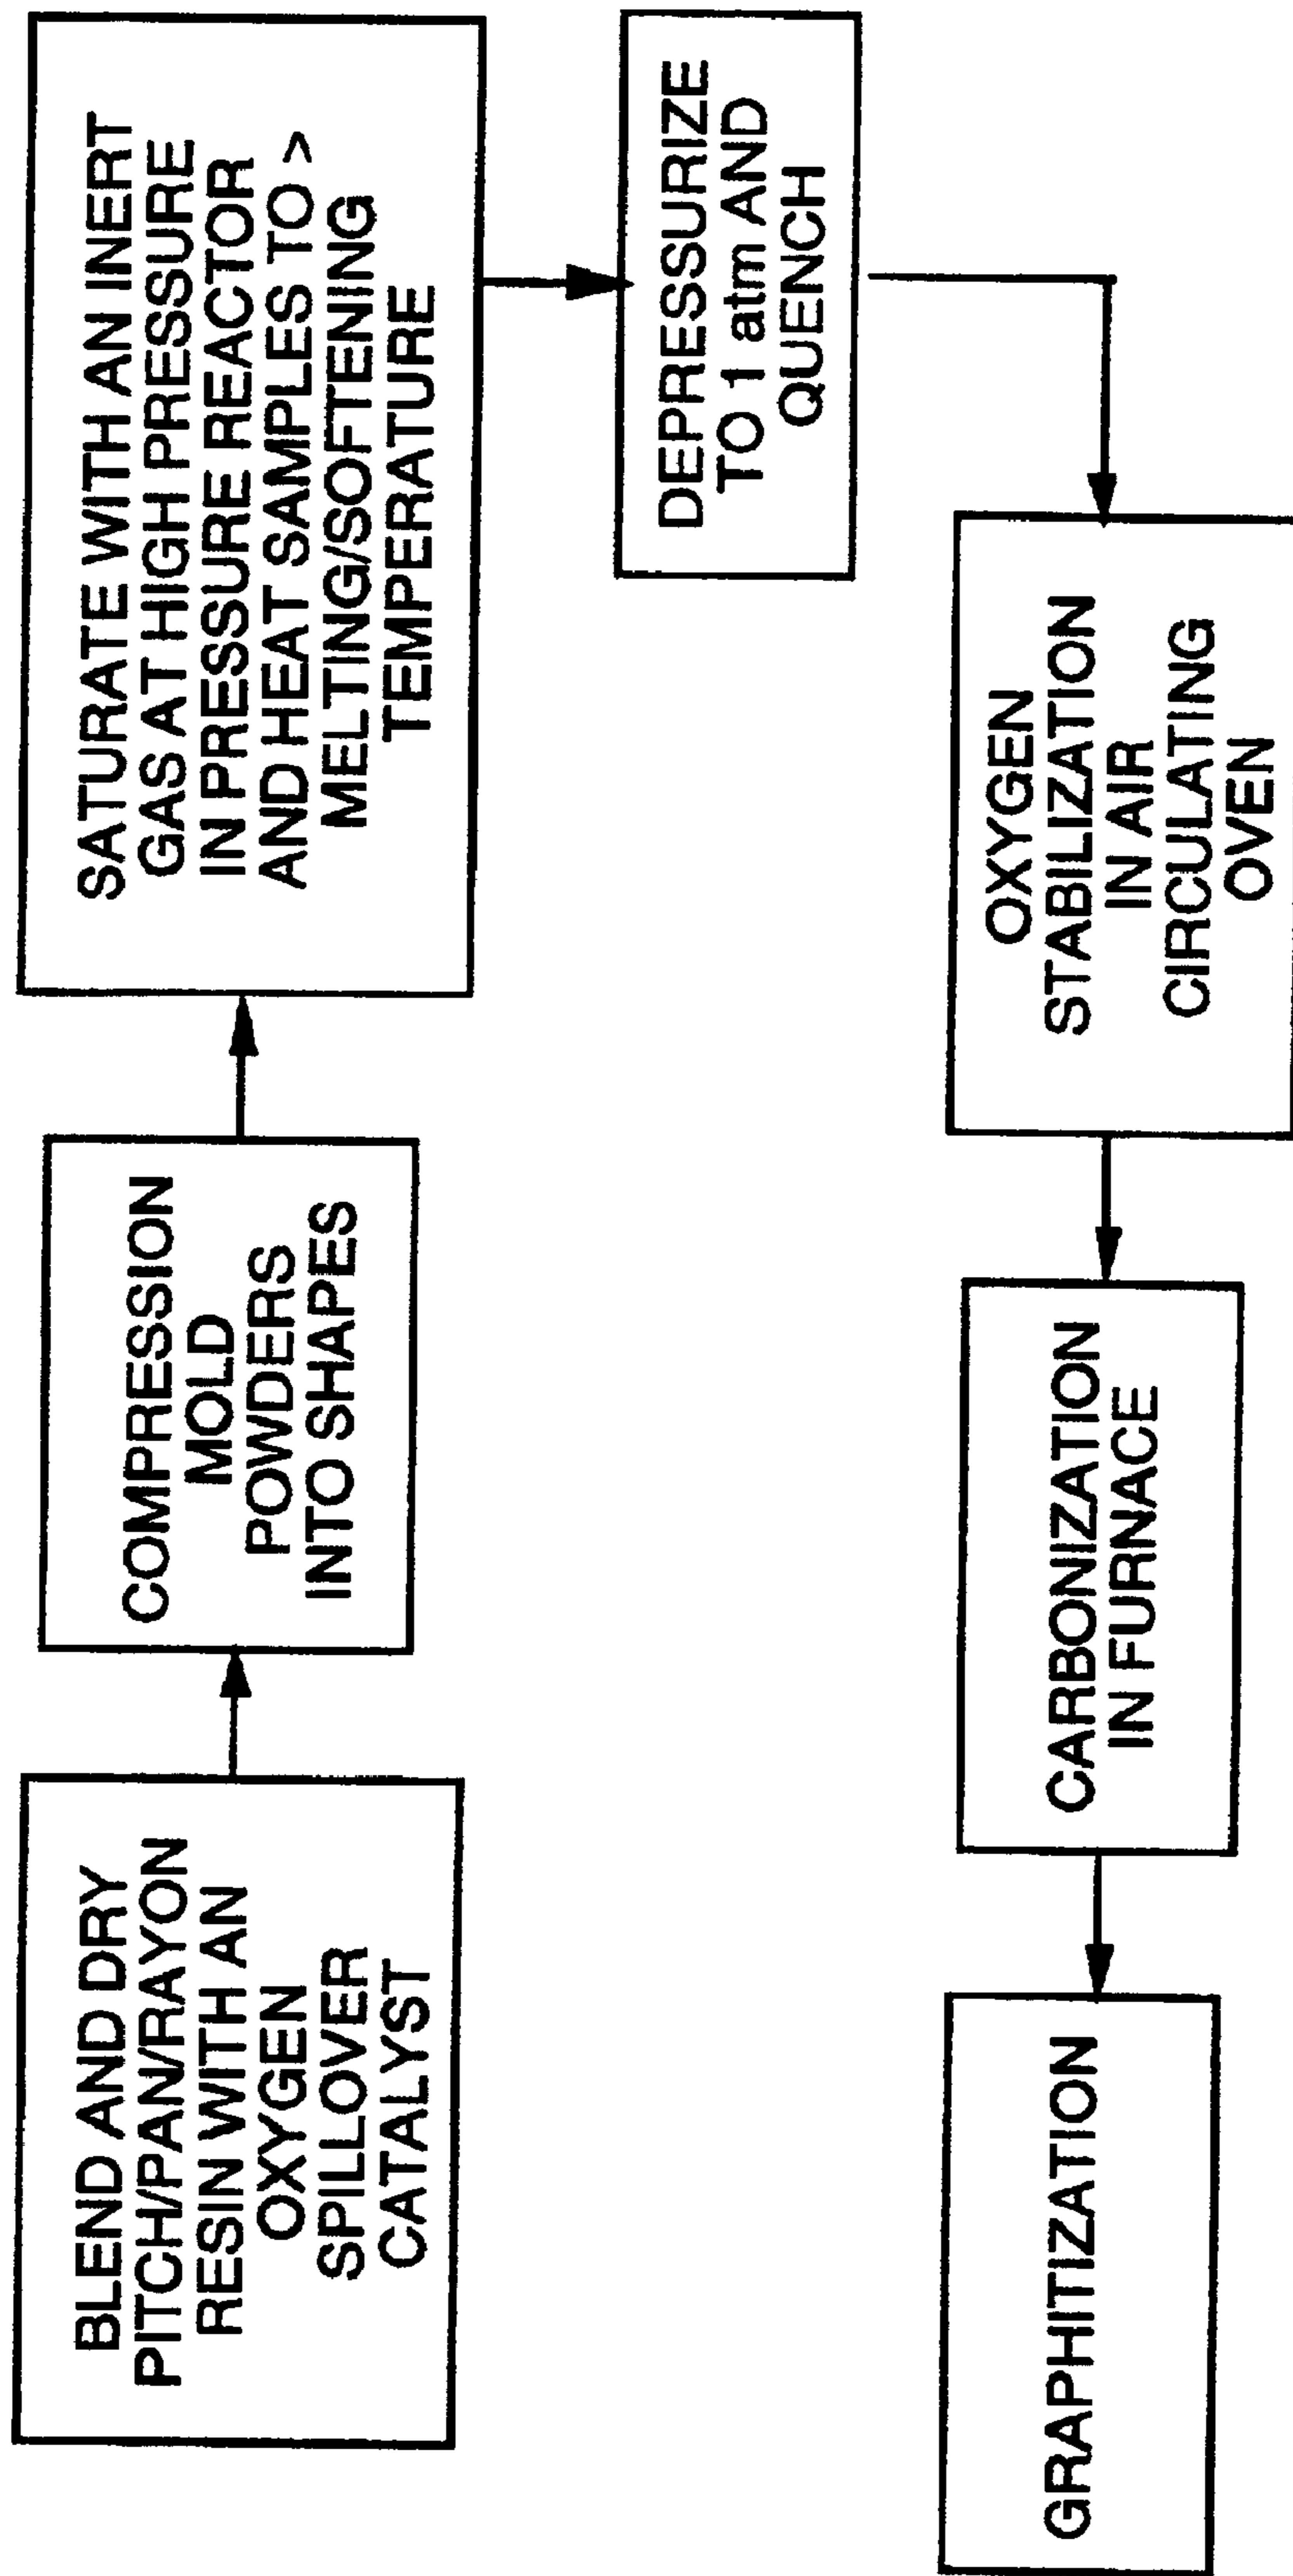 BLEND AND DRY
PITCH/PAN/RAYON
RESIN WITH AN
OXYGEN
SPILLOVER
CATALYST
COMPRESSION
MOLD
POWDERS
INTO SHAPES
SATURATE WITH AN INERT
GAS AT HIGH PRESSURE
IN PRESSURE REACTOR
AND HEAT SAMPLES TO >
MELTING/SOFTENING
TEMPERATURE
DEPRESSURIZE
TO 1 atm AND
QUENCH
OXYGEN
STABILIZATION
IN AIR
CIRCULATING
OVEN
CARBONIZATION
IN FURNACE
GRAPHITIZATION